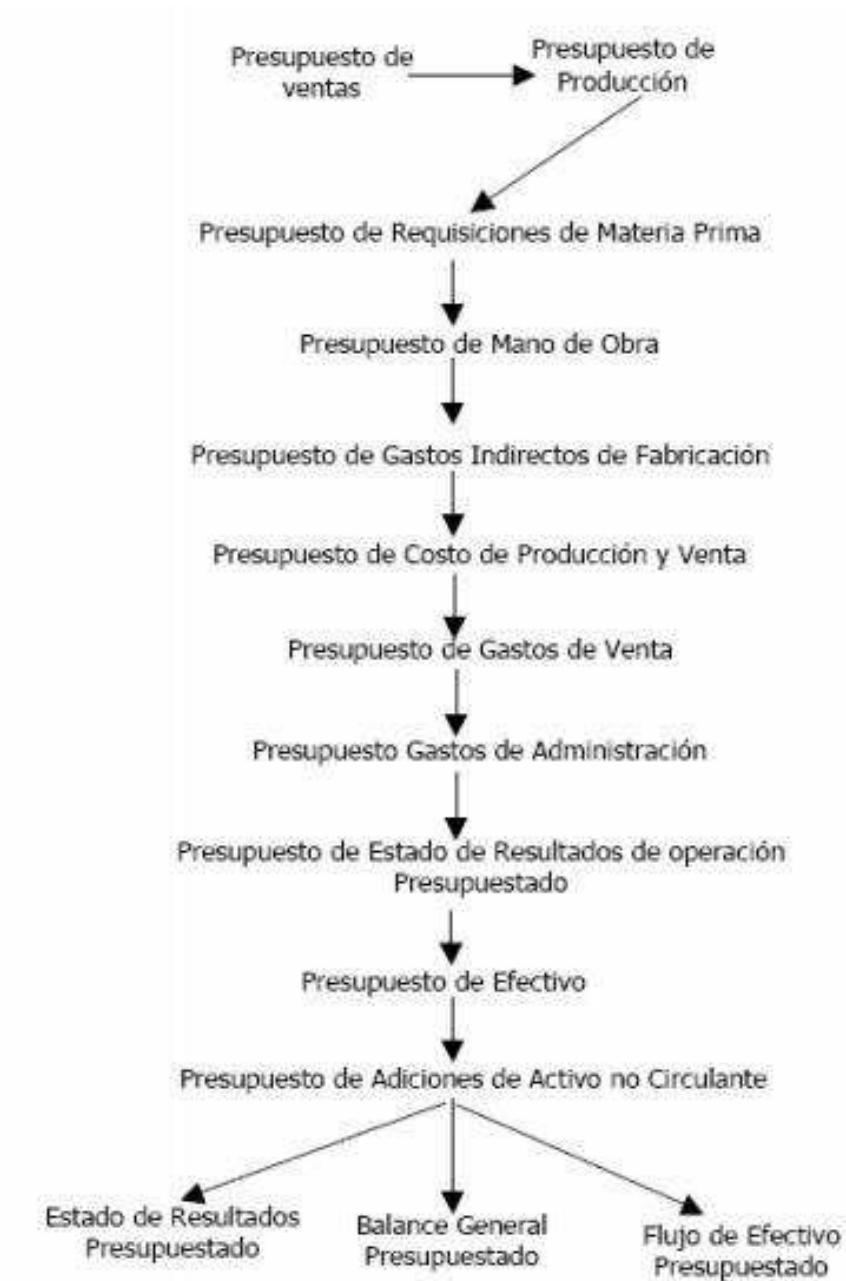 Presupuesto de
ventas
Presupuesto de
Producción
Presupuesto de Requisiciones de Materia Prima
Presupuesto de Mano de Obra
Presupuesto de Gastos Indirectos de Fabricación
Presupuesto de Costo de Producción y Venta
Presupuesto de Gastos de Venta
Presupuesto Gastos de Administración
Presupuesto de Estado de Resultados de operación
Presupuestado
Presupuesto de Efectivo
Presupuesto de Adiciones de Activo no Circulante
Estado de Resultados
Presupuestado
Balance General
Presupuestado
Flujo de Efectivo
Presupuestado